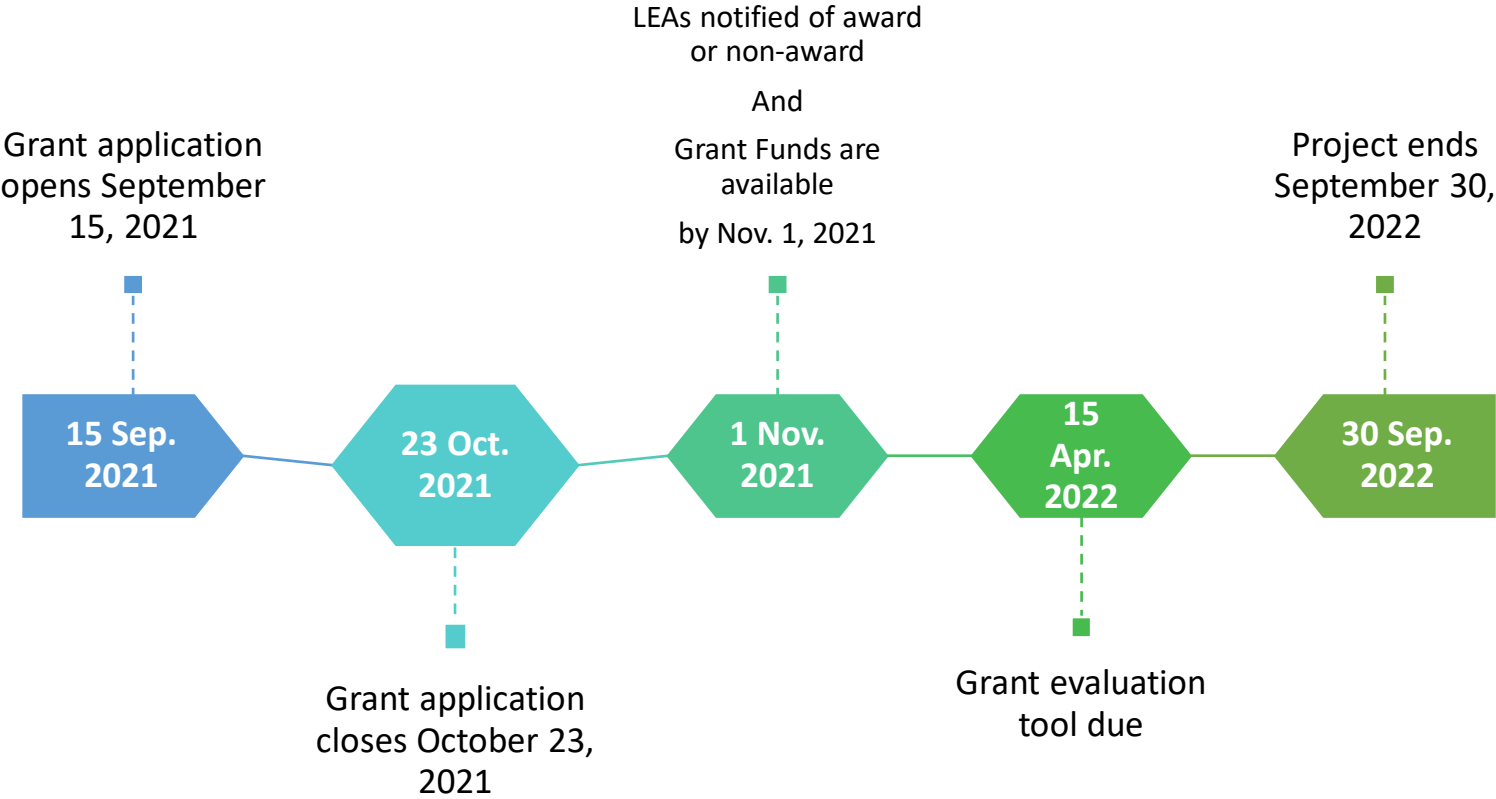 LEAs notified of award
or non-award
And
Grant Funds are
available
by Nov. 1, 2021
Grant application
opens September
15, 2021
Project ends
September 30,
2022
15 Sep.
2021
23 Oct.
2021
1 Nov.
2021
15
Apr.
2022
30 Sep.
2022
Grant application
closes October 23,
2021
Grant evaluation
tool due